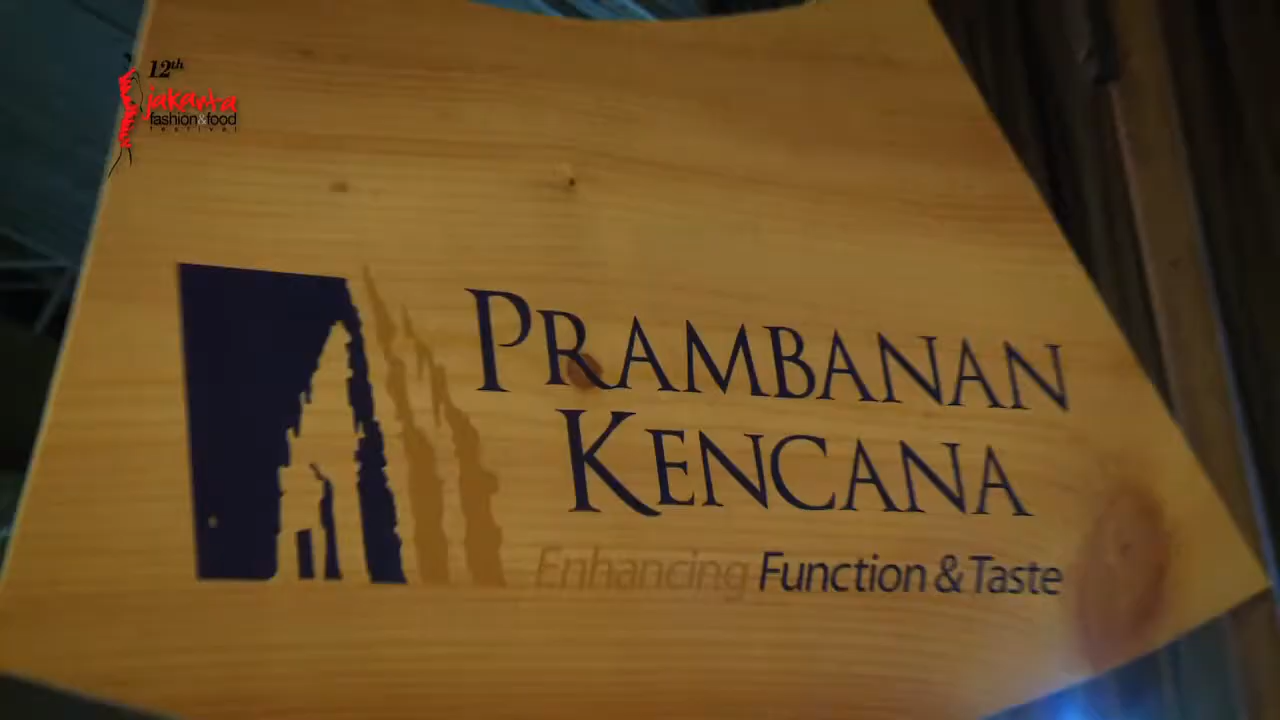 12th
jakarta
fashion&food
festival
PRAMBANAN
KENCANA
Enhancing Function & Taste